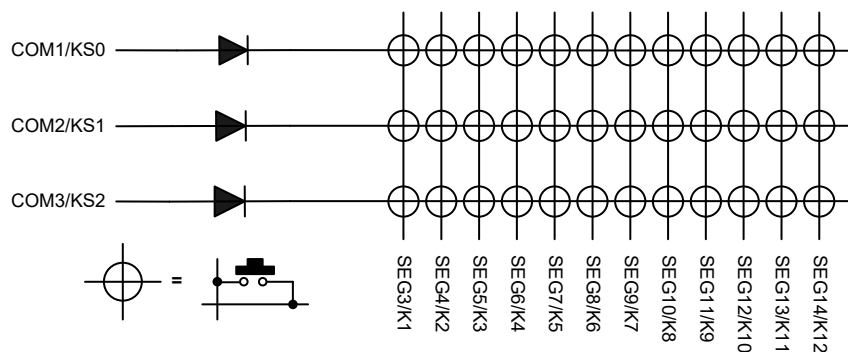 COM1/KS0
COM2/KS1
COM3/KS2
=
SEG3/K1
SEG4/K2
SEG5/K3
SEG6/K4
SEG7/K5
SEG8/K6
SEG9/K7
SEG10/K8
SEG11/K9
SEG12/K10
SEG13/K11
SEG14/K12